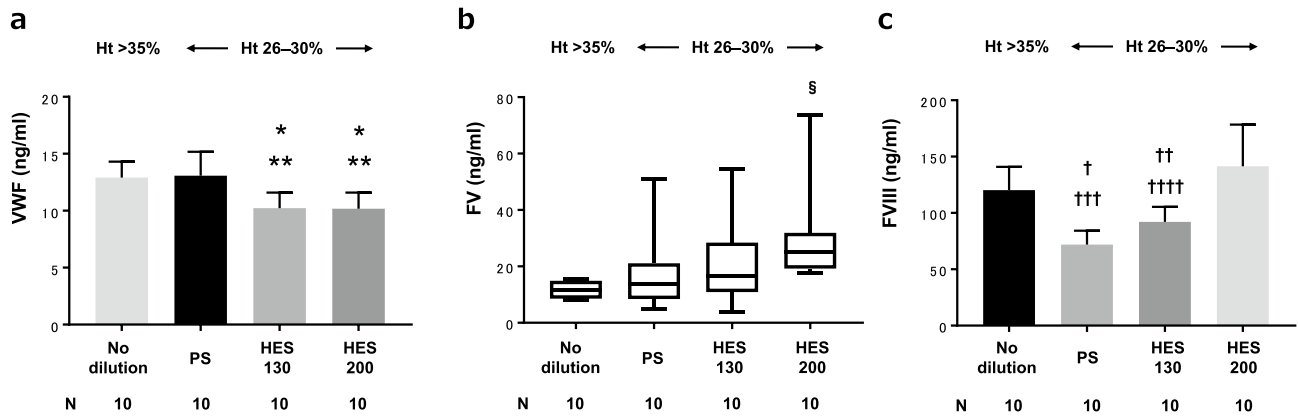 a
Ht >35%
Ht 26–30%
VWF (ng/ml)
20
15
10
5
0
*
**
*
**
No dilution
PS
HES 130
HES 200
N 10 10 10 10
b
Ht >35%
Ht 26–30%
FV (ng/ml)
80
60
40
20
0
§
No dilution
PS
HES 130
HES 200
N 10 10 10 10
c
Ht >35%
Ht 26–30%
FVIII (ng/ml)
200
150
100
50
0
†
†††
††
††††
No dilution
PS
HES 130
HES 200
N 10 10 10 10